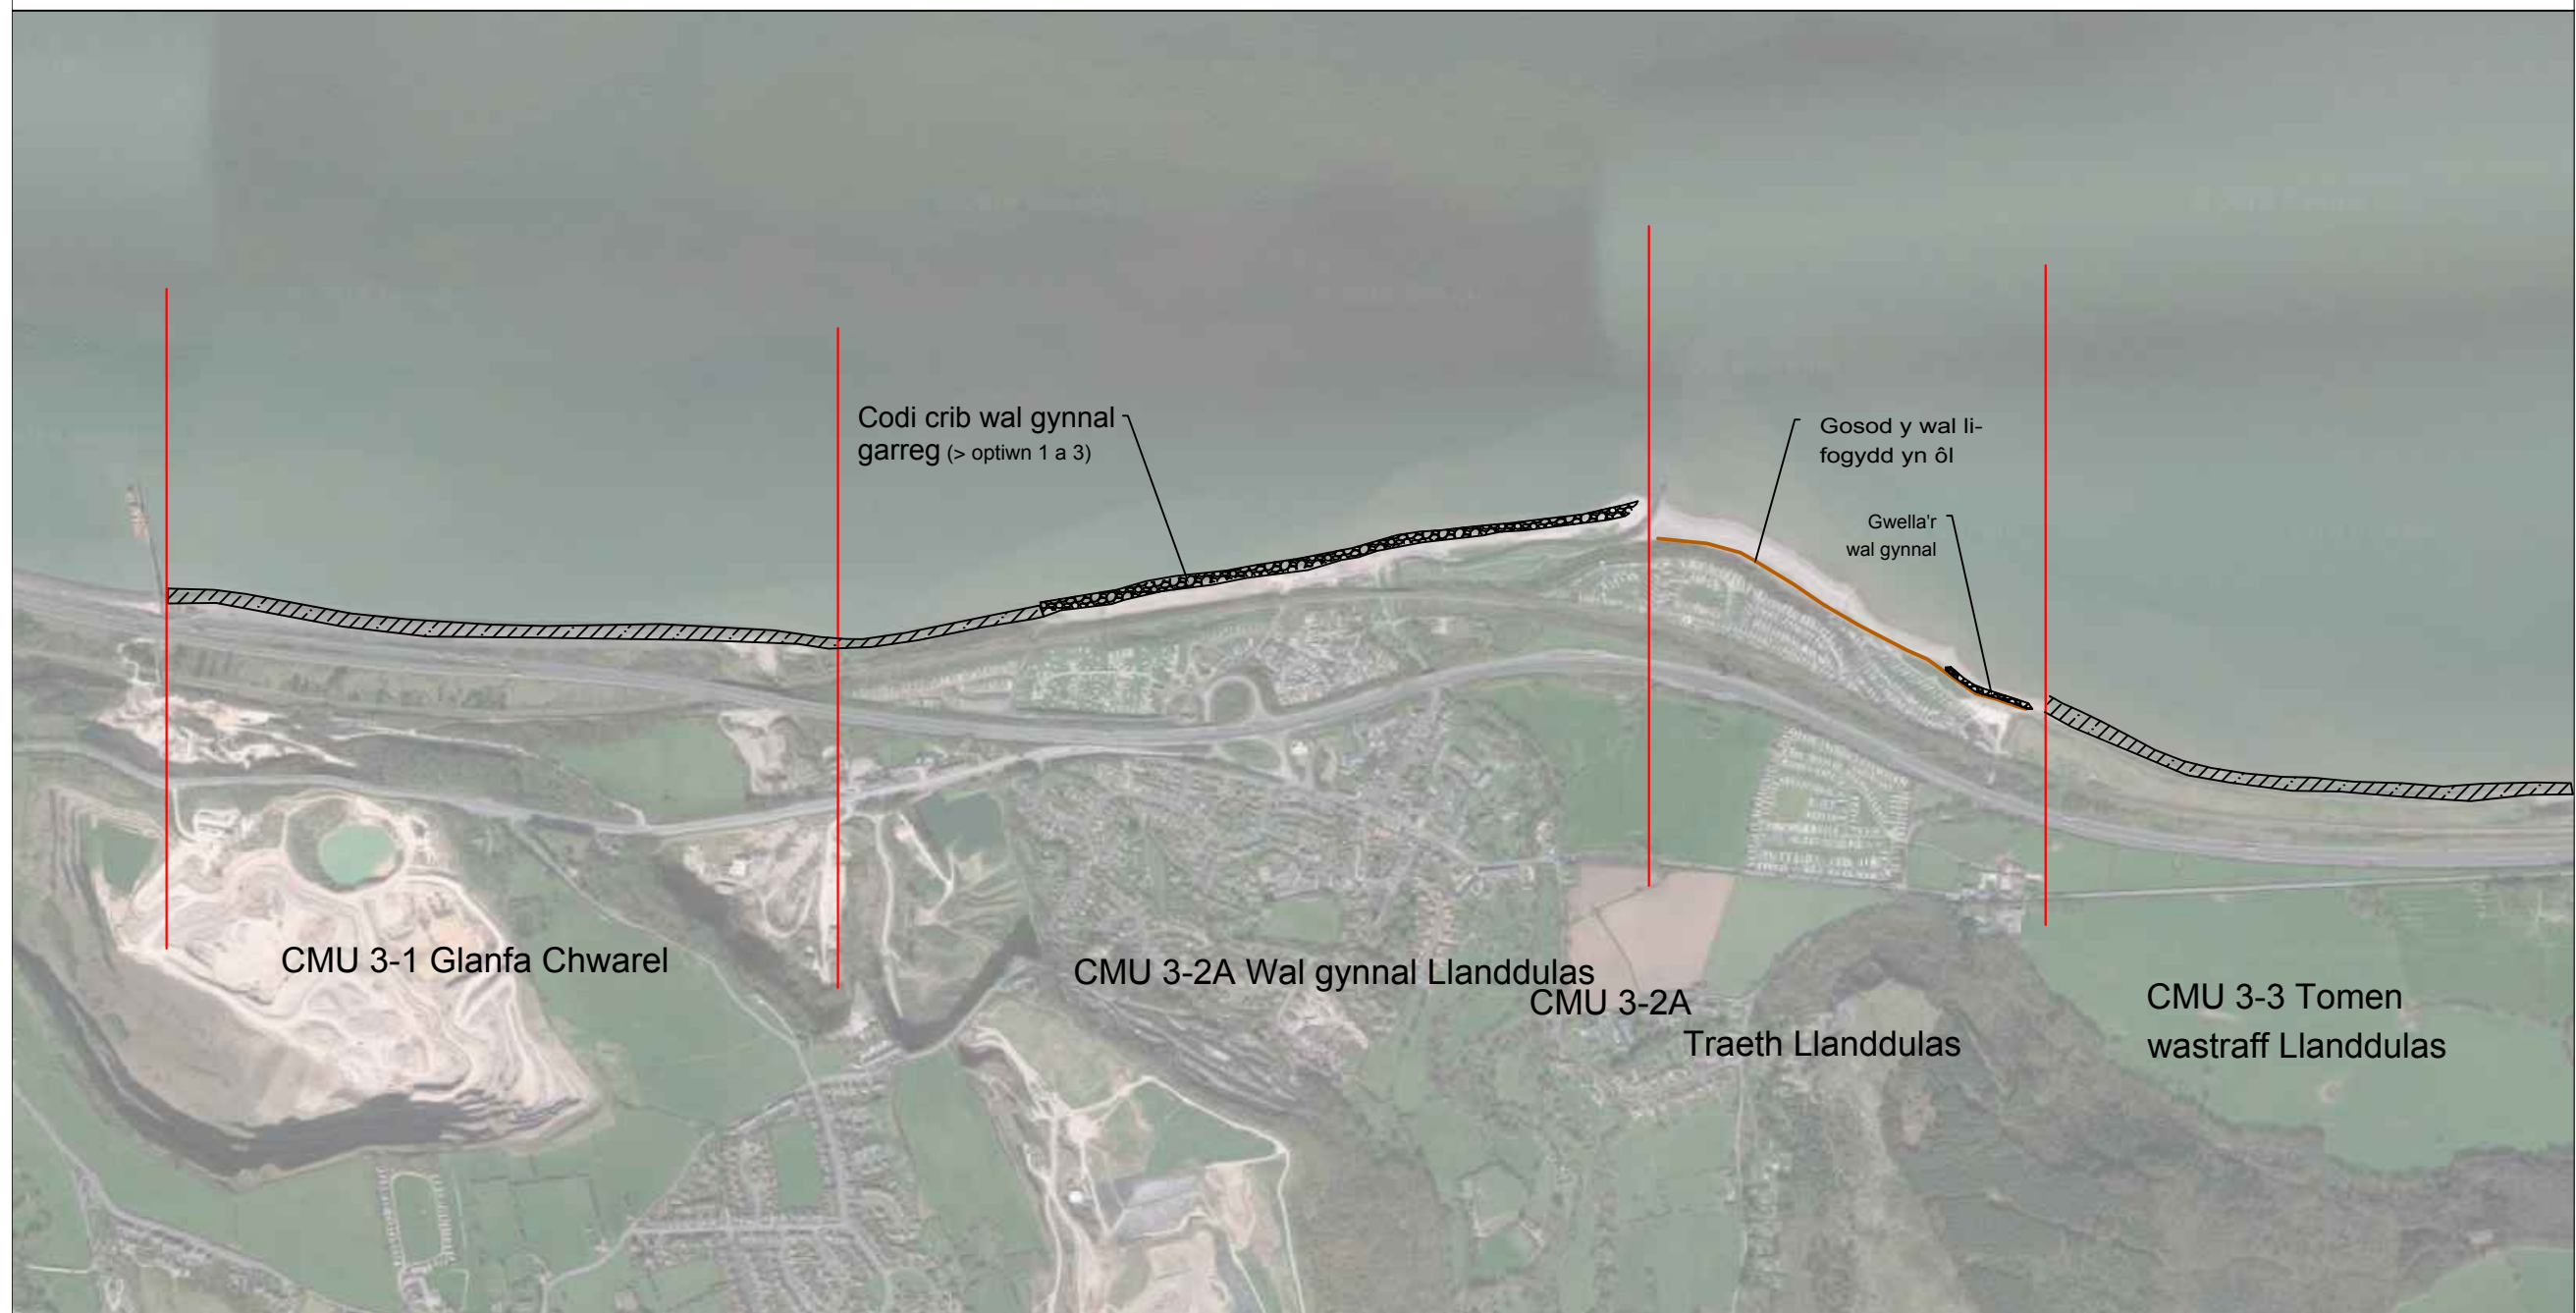 Codi crib wal gynnal
garreg (> optiwn 1 a 3)
Gosod y wal li-
fogydd yn ôl
Gwella'r
wal gynnal
CMU 3-1 Glanfa Chwarel
CMU 3-2A Wal gynnal Llanddulas
CMU 3-2A
Traeth Llanddulas
CMU 3-3 Tomen
wastraff Llanddulas